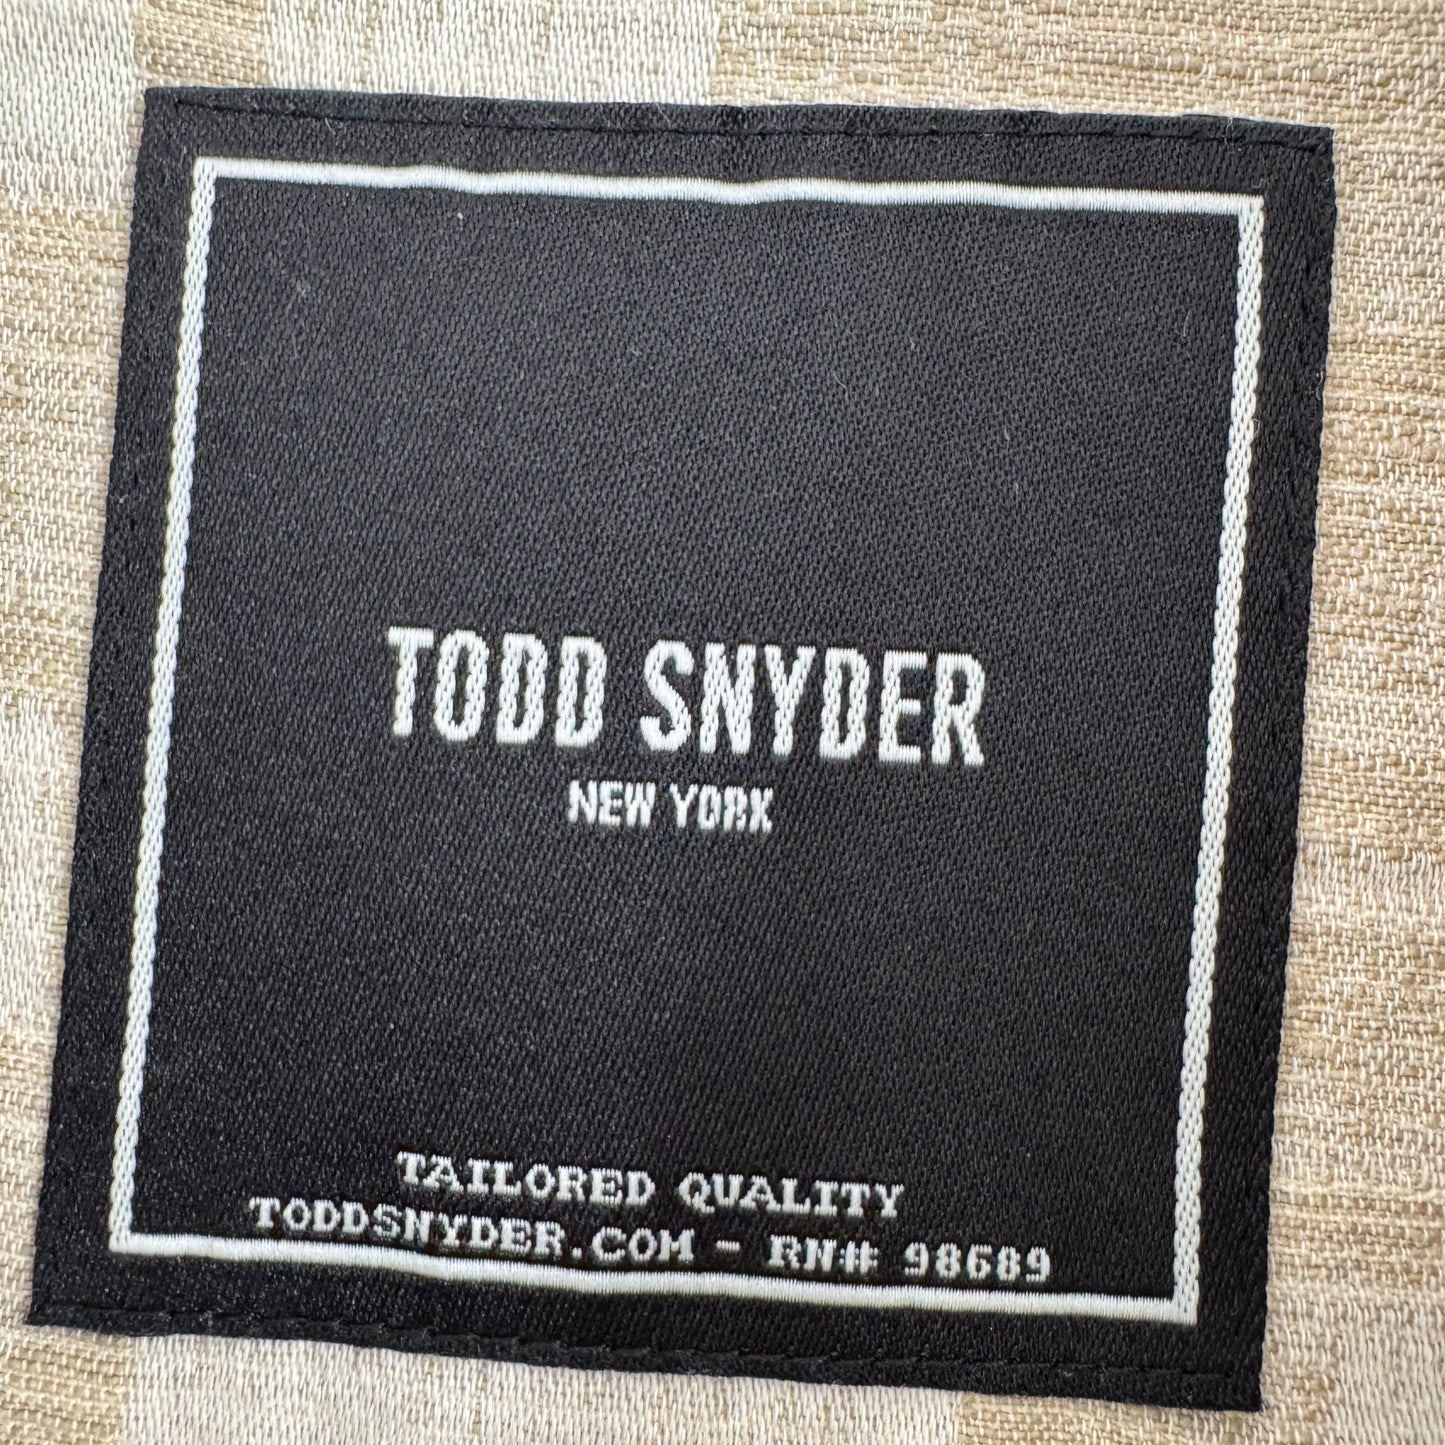 TODD SNYDER
NEW YORK
TAILORED QUALITY
TODDSNYDER.COM - RN# 98689